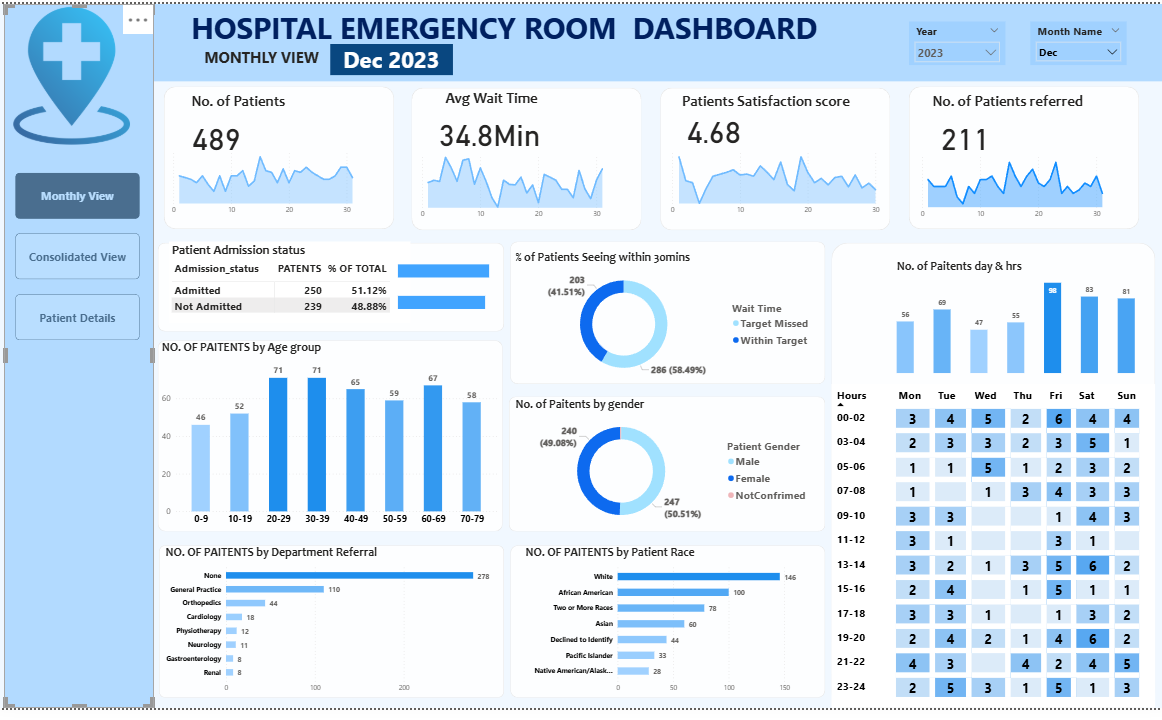 HOSPITAL EMERGENCY ROOM DASHBOARD
MONTHLY VIEW Dec 2023
Year
2023
Month Name
Dec
Monthly View
Consolidated View
Patient Details
No. of Patients
489
0 10 20 30
Avg Wait Time
34.8Min
0 10 20 30
Patients Satisfaction score
4.68
0 10 20 30
No. of Patients referred
211
0 10 20 30
Patient Admission status
Admission_status PATENTS % OF TOTAL
Admitted 250 51.12%
Not Admitted 239 48.88%
% of Patients Seeing within 30mins
203
(41.51%)
286 (58.49%)
Wait Time
Target Missed
Within Target
NO. OF PAITENTS by Age group
71 71
67
65
59 58
52
46
60
40
20
0
0-9 10-19 20-29 30-39 40-49 50-59 60-69 70-79
No. of Paitents by gender
240
(49.08%)
247
(50.51%)
Patient Gender
Male
Female
NotConfrimed
NO. OF PAITENTS by Department Referral
None 278
General Practice 110
Orthopedics 44
Cardiology 18
Physiotherapy 12
Neurology 11
Gastroenterology 8
Renal 8
0 100 200
NO. OF PAITENTS by Patient Race
White 146
African American 100
Two or More Races 78
Asian 60
Declined to Identify 44
Pacific Islander 33
Native American/Alask... 28
0 50 100 150
No. of Paitents day & hrs
56 69 47 55 98 83 81
Hours Mon Tue Wed Thu Fri Sat Sun
00-02 3 4 5 2 6 4 4
03-04 2 3 3 2 3 5 1
05-06 1 1 5 1 2 3 2
07-08 1 1 3 4 3 3
09-10 3 3 1 4 3
11-12 3 1 3 1
13-14 3 2 1 3 5 6 2
15-16 2 4 1 5 1 1
17-18 3 3 1 1 3 2
19-20 2 4 2 1 4 6 2
21-22 4 3 4 2 4 5
23-24 2 5 3 1 5 1 3